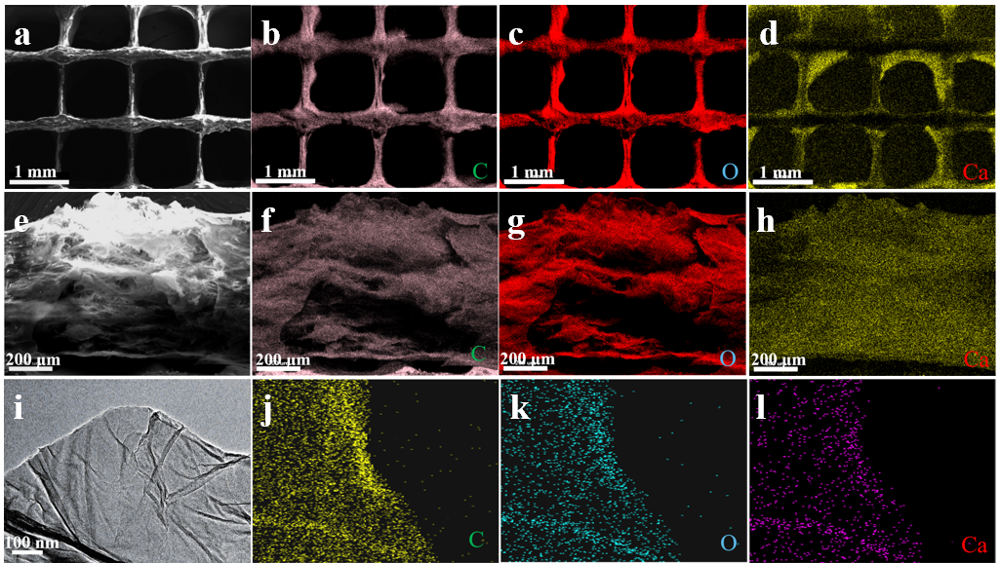 a b c d
1 mm 1 mm C 1 mm O 1 mm Ca
e f g h
200 μm 200 μm C 200 μm O 200 μm Ca
i j k l
100 nm C O Ca